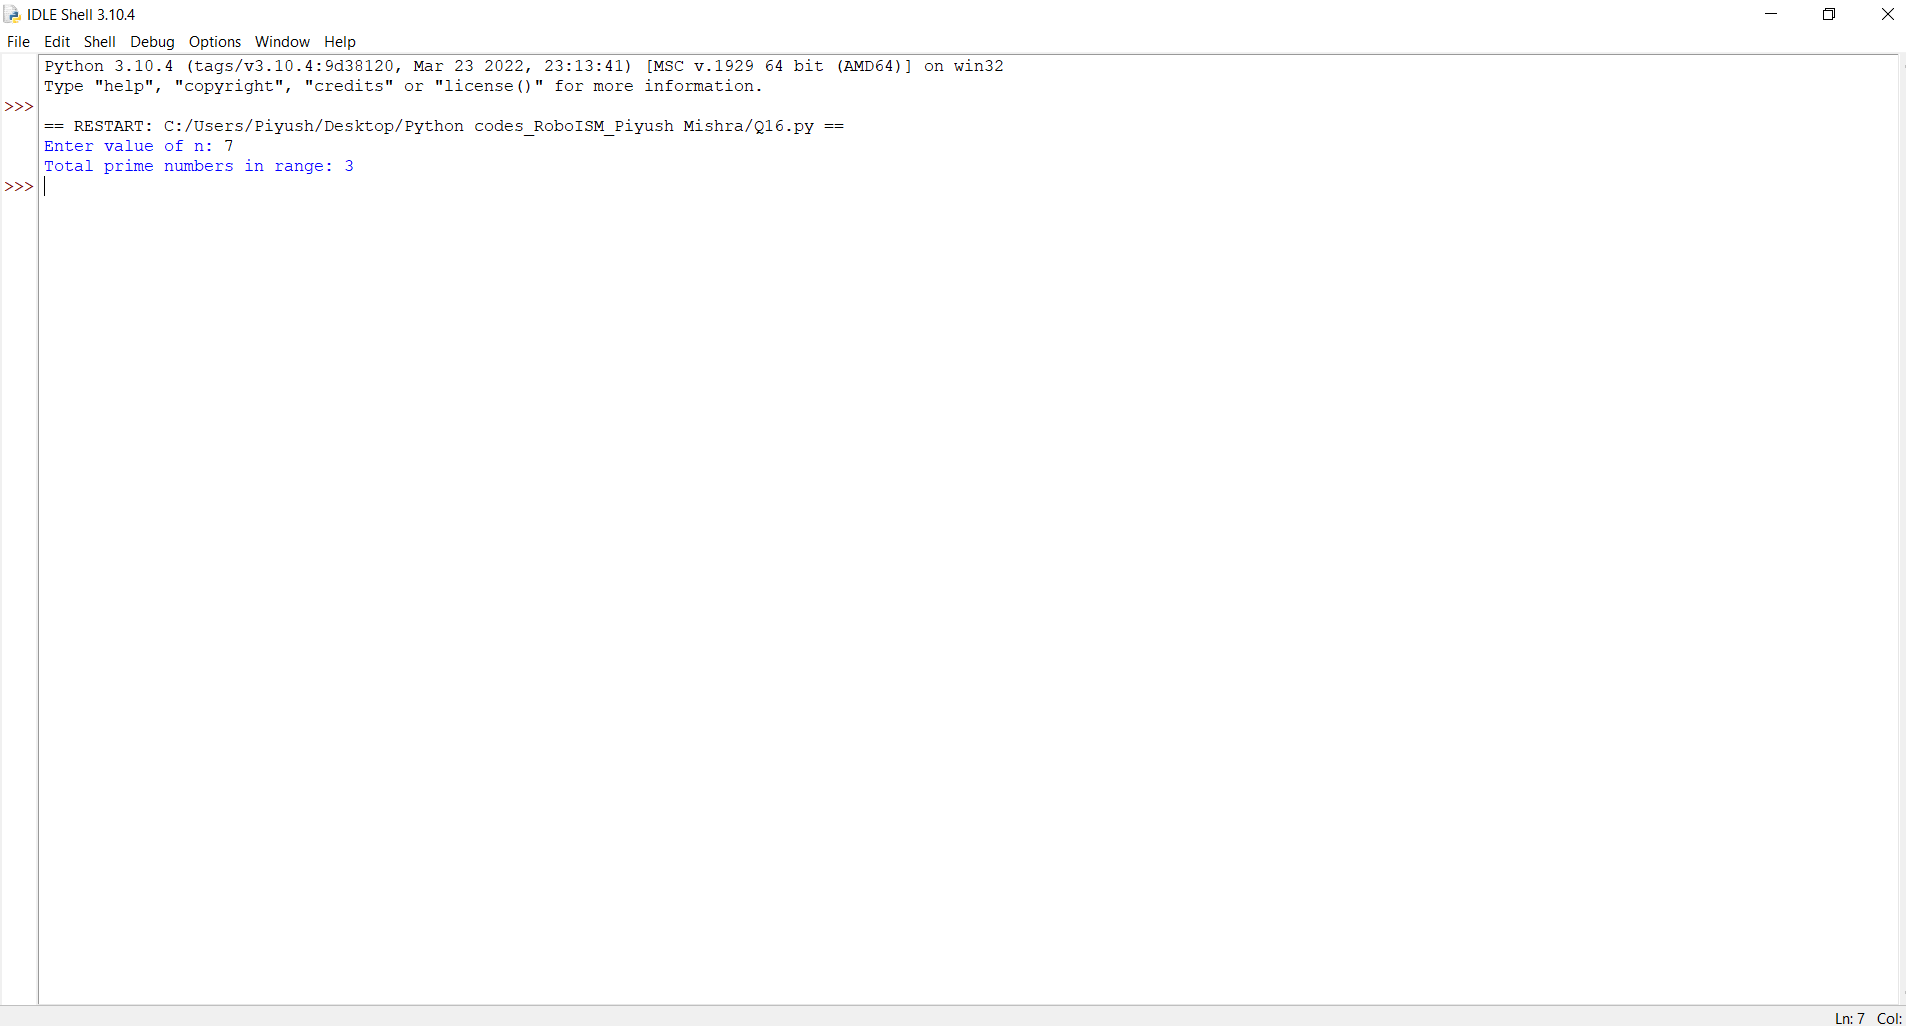 IDLE Shell 3.10.4
File Edit Shell Debug Options Window Help
Python 3.10.4 (tags/v3.10.4:9d38120, Mar 23 2022, 23:13:41) [MSC v.1929 64 bit (AMD64)] on win32
Type "help", "copyright", "credits" or "license()" for more information.
>>>
== RESTART: C:/Users/Piyush/Desktop/Python codes_RoboISM_Piyush Mishra/Q16.py ==
Enter value of n: 7
Total prime numbers in range: 3
>>>
Ln: 7 Col: